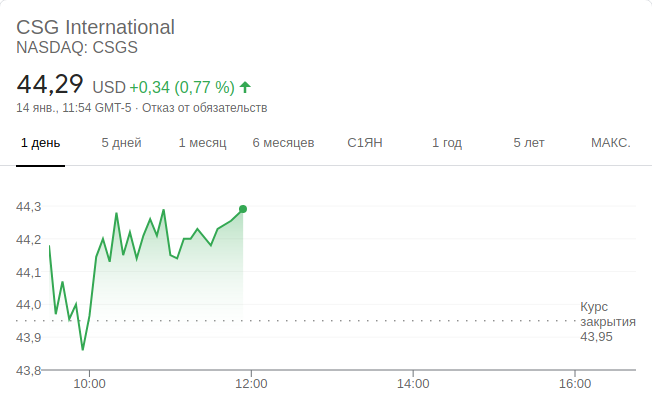 CSG International
NASDAQ: CSGS
44,29 USD +0,34 (0,77 %)
14 янв., 11:54 GMT-5 · Отказ от обязательств
1 день 5 дней 1 месяц 6 месяцев С1ЯН 1 год 5 лет МАКС.
44,3
44,2
44,1
44,0
43,9
43,8
Курс
закрытия
43,95
10:00 12:00 14:00 16:00